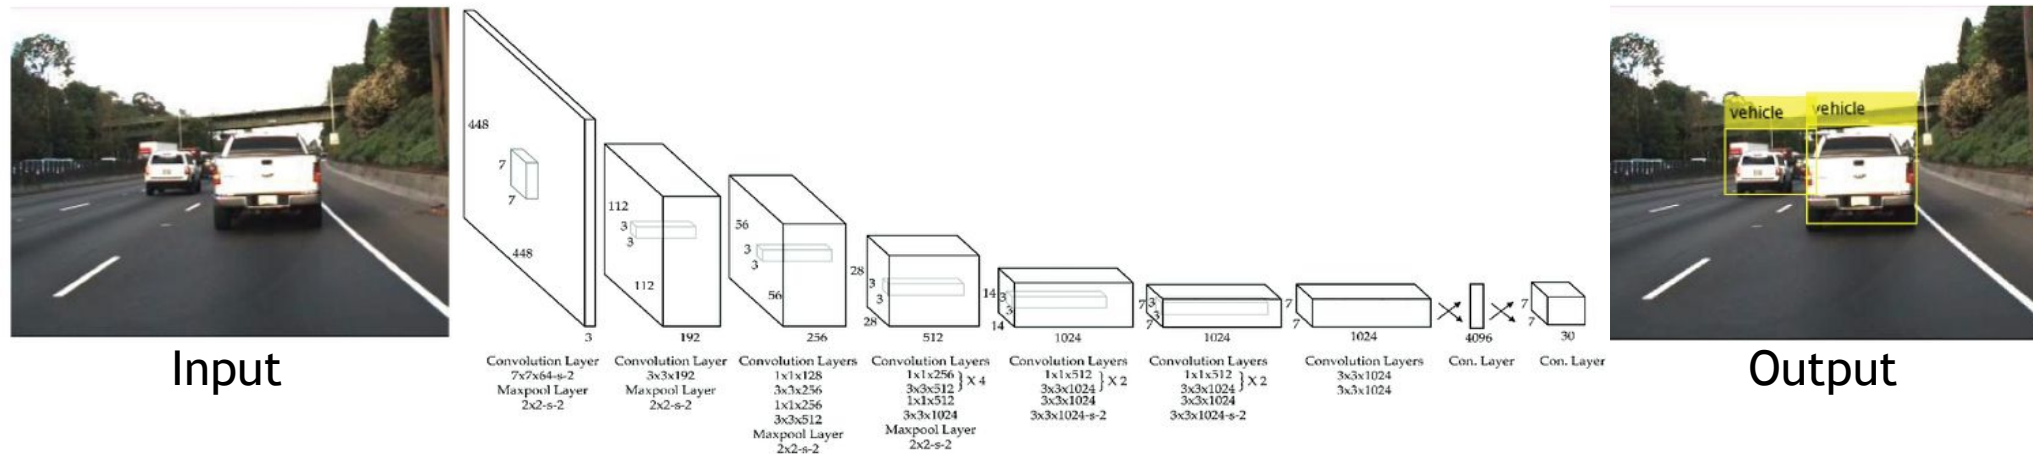 Input
448
7
7
448
3
112
3
3
112
192
56
3
3
56
256
28
3
3
28
512
14
3
3
14
1024
7
3
3
7
1024
7
7
1024
4096
7
7
30
Convolution Layer
7x7x64-s-2
Maxpool Layer
2x2-s-2
Convolution Layer
3x3x192
Maxpool Layer
2x2-s-2
Convolution Layers
1x1x128
3x3x256
1x1x256
3x3x512
Maxpool Layer
2x2-s-2
Convolution Layers
1x1x256
3x3x512 } X 4
1x1x512
3x3x1024
Maxpool Layer
2x2-s-2
Convolution Layers
1x1x512
3x3x1024 } X 2
3x3x1024
3x3x1024-s-2
Convolution Layers
1x1x512
3x3x1024 } X 2
3x3x1024
3x3x1024-s-2
Convolution Layers
3x3x1024
3x3x1024
Con. Layer
Con. Layer
vehicle
vehicle
Output